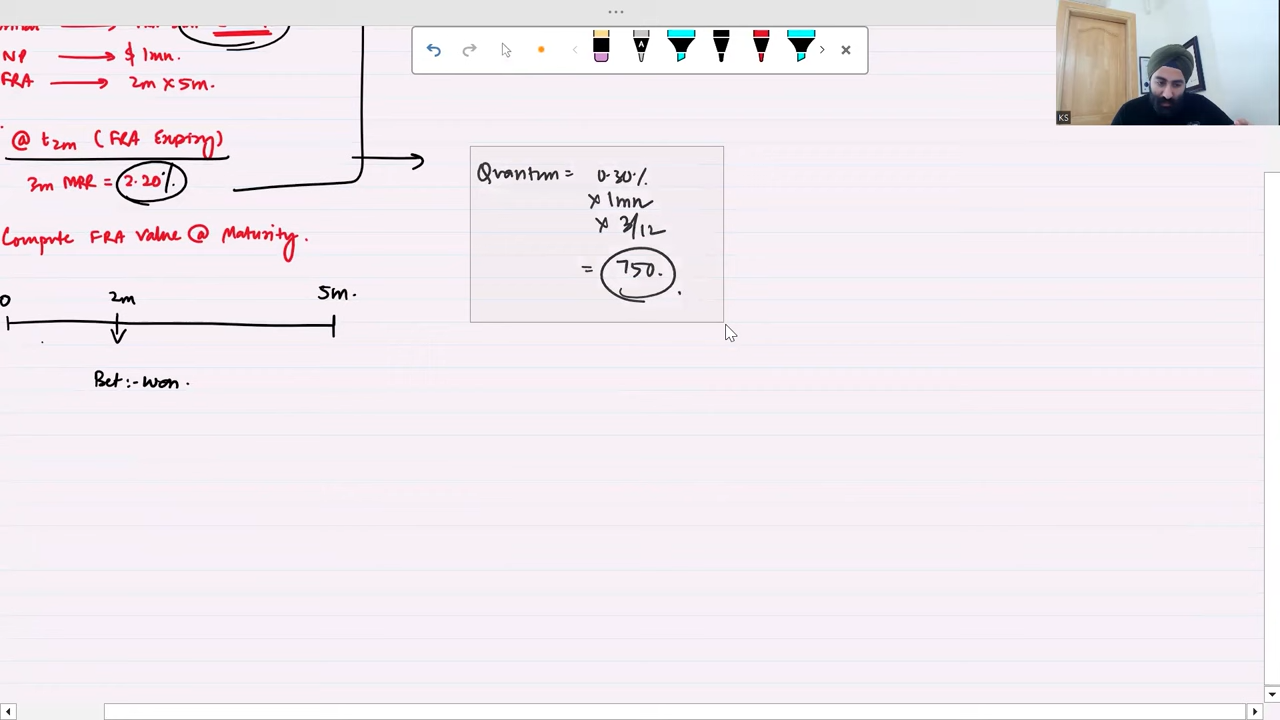 NP → $ 1mn.
FRA → 2m x 5m.
@ t2m (FRA Expiry)
3m MRR = 2.20%
Compute FRA Value @ Maturity.
0 2m 5m.
Bet:- Won.
Quantum = 0.30%
x 1mn
x 3/12
= 750.
A
KS